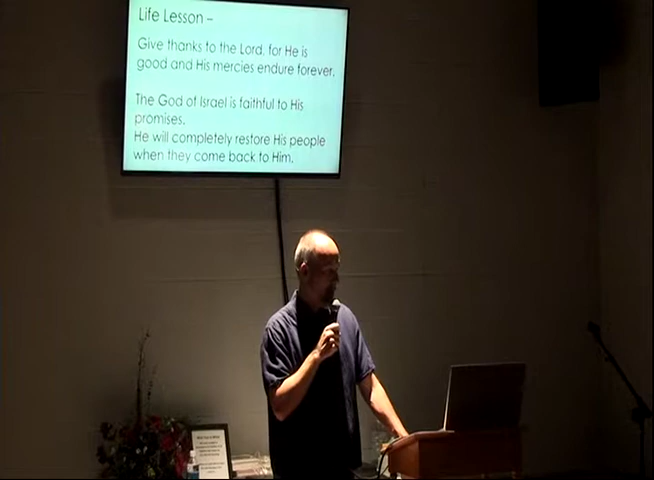 Life Lesson –
Give thanks to the Lord, for He is
good and His mercies endure forever.
The God of Israel is faithful to His
promises.
He will completely restore His people
when they come back to Him.